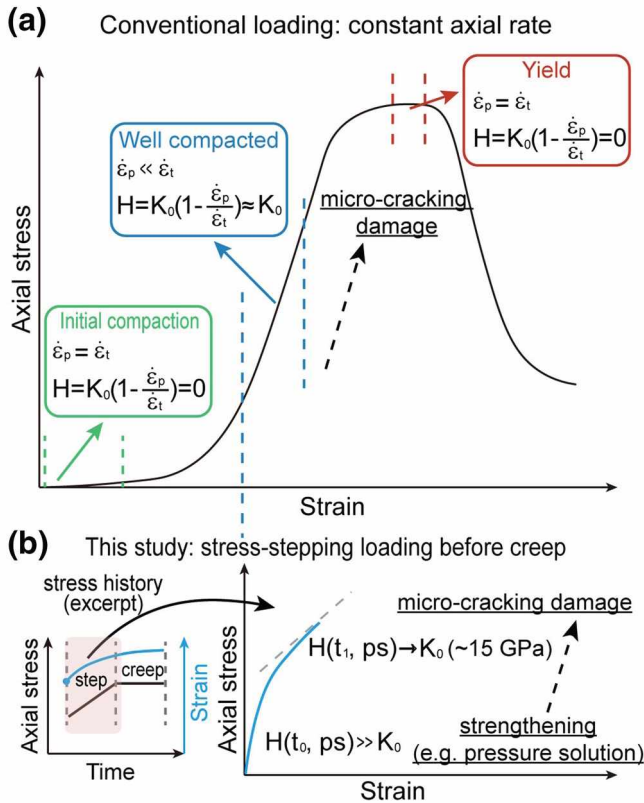 (a)
Conventional loading: constant axial rate
Yield
ε̇ₚ = ε̇ₜ
H=K₀(1-ε̇ₚ/ε̇ₜ)=0
Well compacted
ε̇ₚ ≪ ε̇ₜ
H=K₀(1-ε̇ₚ/ε̇ₜ)≈K₀
micro-cracking
damage
Initial compaction
ε̇ₚ = ε̇ₜ
H=K₀(1-ε̇ₚ/ε̇ₜ)=0
Axial stress
Strain
(b)
This study: stress-stepping loading before creep
stress history
(excerpt)
Axial stress
step
creep
Strain
Time
Axial stress
micro-cracking damage
H(t₁, ps)→K₀(~15 GPa)
H(t₀, ps)≫K₀
strengthening
(e.g. pressure solution)
Strain